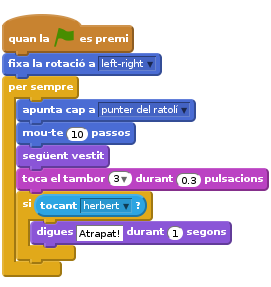 quan la es premi
fixa la rotació a left-right
per sempre
apunta cap a punter del ratolí
mou-te 10 passos
següent vestit
toca el tambor 3 durant 0.3 pulsacions
si tocant herbert ?
digues Atrapat! durant 1 segons